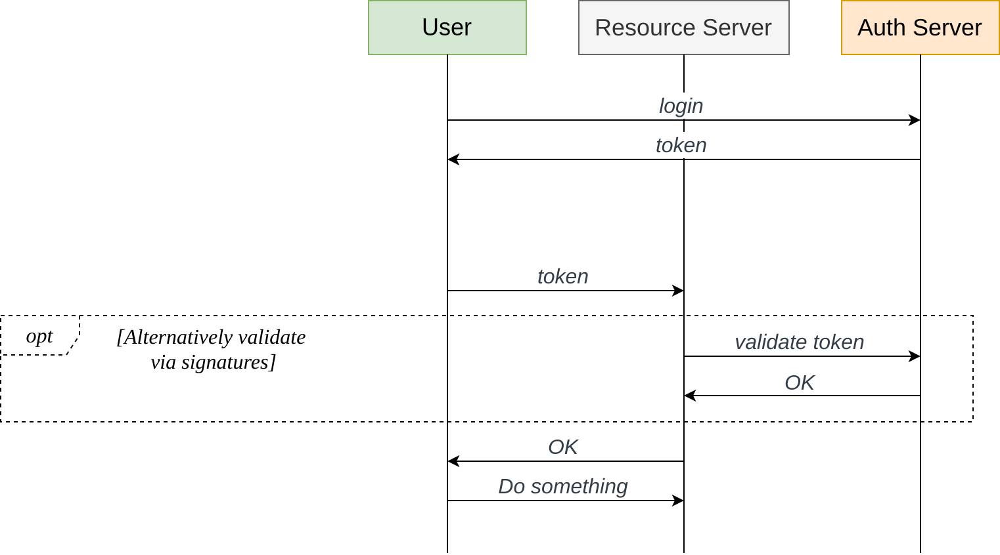 User
Resource Server
Auth Server
login
token
token
opt
[Alternatively validate
via signatures]
validate token
OK
OK
Do something